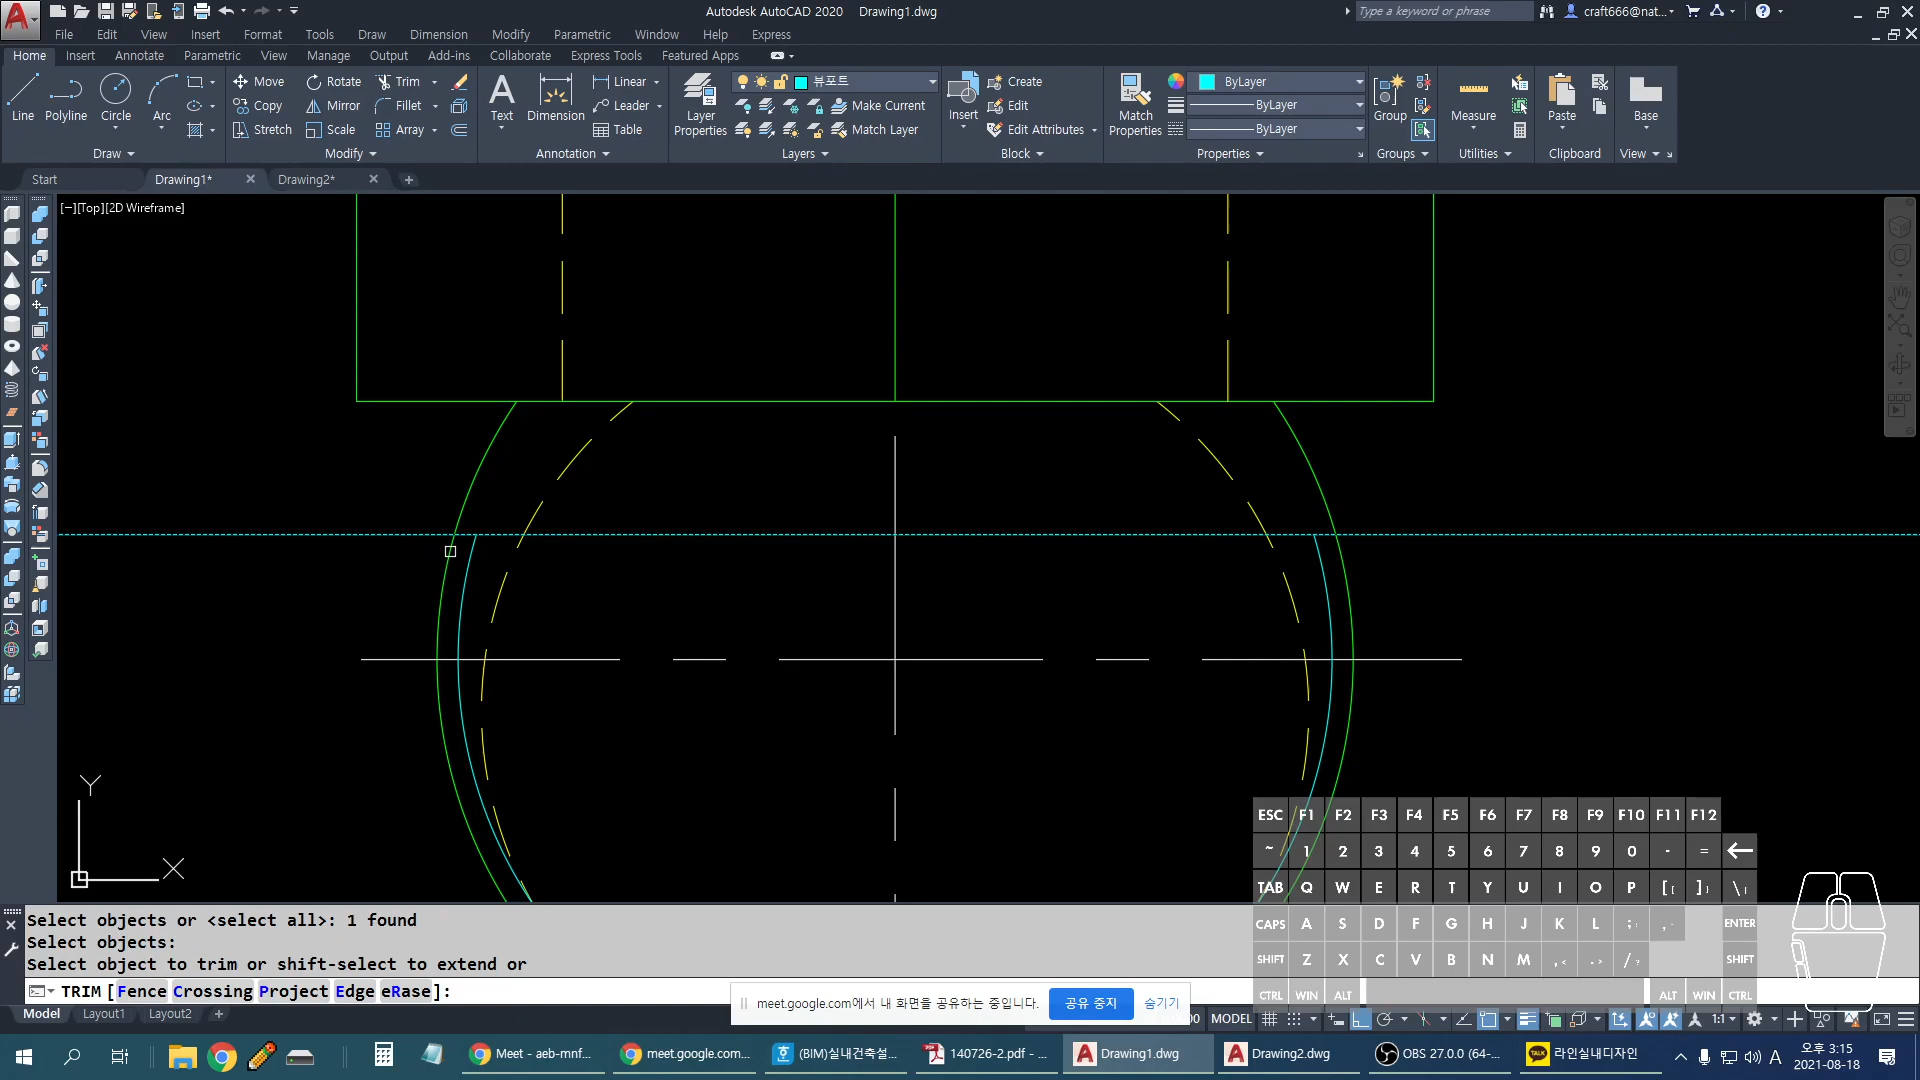 Autodesk AutoCAD 2020 Drawing1.dwg
Type a keyword or phrase
craft666@nat...
File Edit View Insert Format Tools Draw Dimension Modify Parametric Window Help Express
Home Insert Annotate Parametric View Manage Output Add-ins Collaborate Express Tools Featured Apps
Line Polyline Circle Arc
Draw
Move Rotate Trim
Copy Mirror Fillet
Stretch Scale Array
Modify
Text Dimension
Linear
Leader
Table
Annotation
Layer Properties
뷰포트
Make Current
Match Layer
Layers
Insert
Create
Edit
Edit Attributes
Block
Match Properties
ByLayer
ByLayer
ByLayer
Properties
Group
Groups
Measure
Utilities
Paste
Clipboard
Base
View
Start Drawing1* Drawing2*
[−][Top][2D Wireframe]
Y
X
ESC F1 F2 F3 F4 F5 F6 F7 F8 F9 F10 F11 F12
~ 1 2 3 4 5 6 7 8 9 0 - =
TAB Q W E R T Y U I O P [{ ]} \|
CAPS A S D F G H J K L ;: ENTER
SHIFT Z X C V B N M ,< .> /? SHIFT
CTRL WIN ALT ALT WIN CTRL
Select objects or <select all>: 1 found
Select objects:
Select object to trim or shift-select to extend or
TRIM [Fence Crossing Project Edge eRase]:
meet.google.com에서 내 화면을 공유하는 중입니다. 공유 중지 숨기기
Model Layout1 Layout2
MODEL
1:1
Meet - aeb-mnf...
meet.google.com...
(BIM)실내건축설...
140726-2.pdf - ...
Drawing1.dwg
Drawing2.dwg
OBS 27.0.0 (64-...
TALK
라인실내디자인
A
오후 3:15
2021-08-18